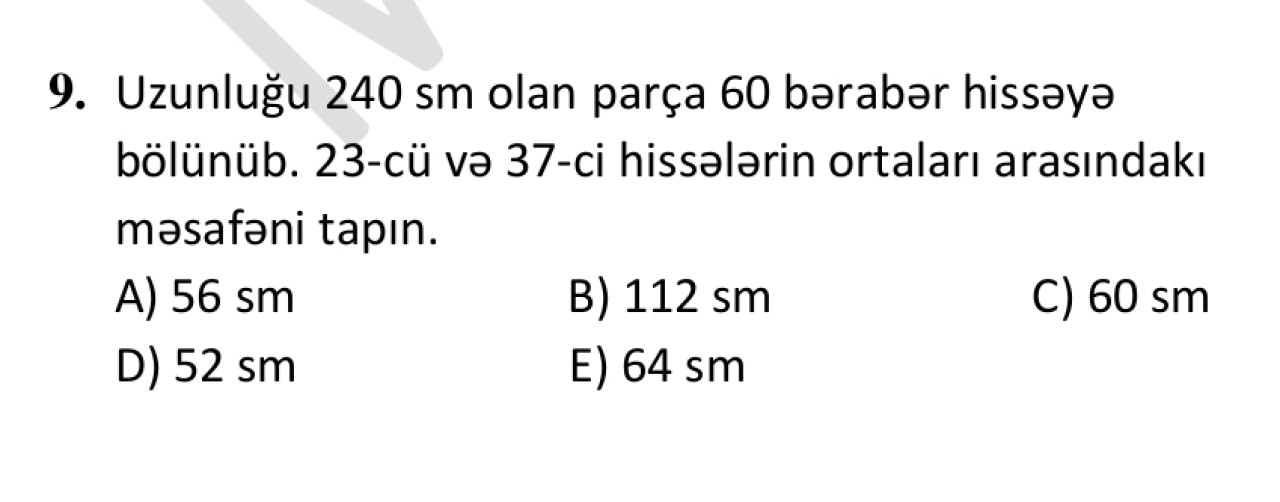 9. Uzunluğu 240 sm olan parça 60 bərabər hissəyə
bölünüb. 23-cü və 37-ci hissələrin ortaları arasındakı
məsafəni tapın.
A) 56 sm B) 112 sm C) 60 sm
D) 52 sm E) 64 sm